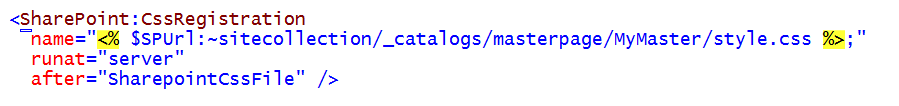 <SharePoint:CssRegistration
name="<% $SPUrl:~sitecollection/_catalogs/masterpage/MyMaster/style.css %>;"
runat="server"
after="SharepointCssFile" />